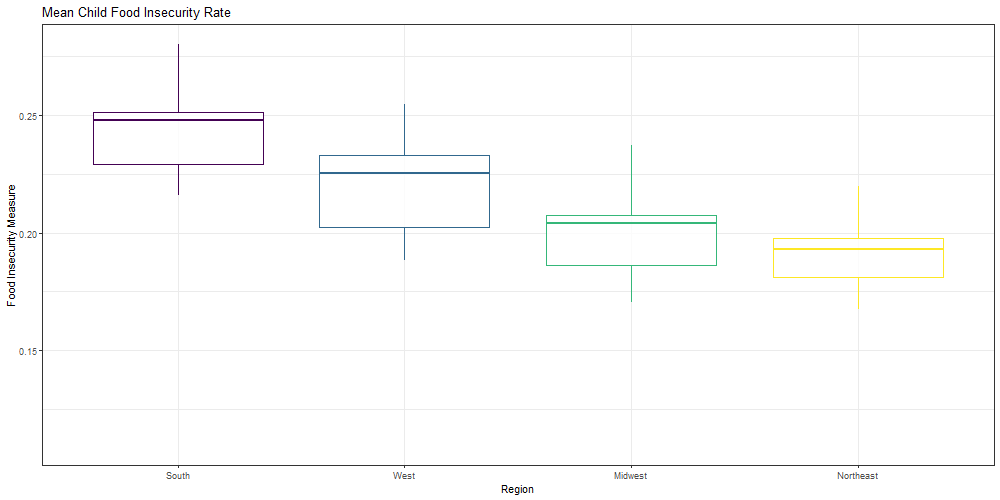 Mean Child Food Insecurity Rate
Food Insecurity Measure
0.25
0.20
0.15
South
West
Midwest
Northeast
Region